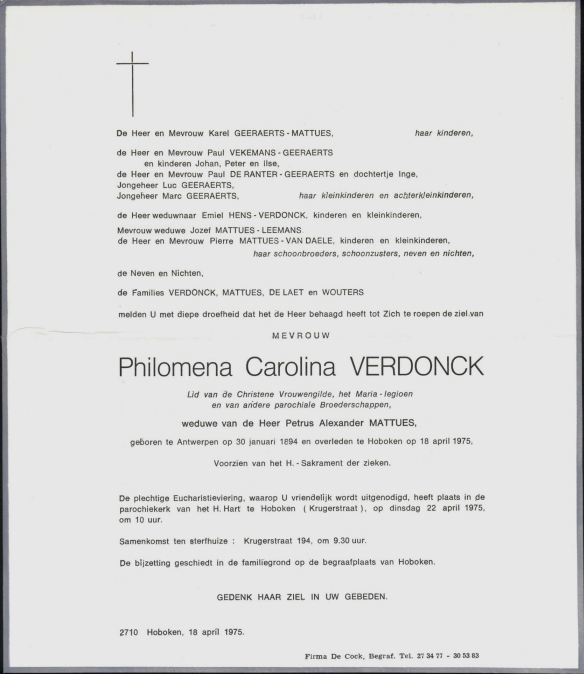 De Heer en Mevrouw Karel GEERAERTS - MATTUES, haar kinderen,
de Heer en Mevrouw Paul VEKEMANS - GEERAERTS
en kinderen Johan, Peter en Ilse,
de Heer en Mevrouw Paul DE RANTER - GEERAERTS en dochtertje Inge,
Jongeheer Luc GEERAERTS,
Jongeheer Marc GEERAERTS, haar kleinkinderen en achterkleinkinderen,
de Heer weduwnaar Emiel HENS - VERDONCK, kinderen en kleinkinderen,
Mevrouw weduwe Jozef MATTUES - LEEMANS
de Heer en Mevrouw Pierre MATTUES - VAN DAELE, kinderen en kleinkinderen,
haar schoonbroeders, schoonzusters, neven en nichten,
de Neven en Nichten,
de Families VERDONCK, MATTUES, DE LAET en WOUTERS
melden U met diepe droefheid dat het de Heer behaagd heeft tot Zich te roepen de ziel van
MEVROUW
Philomena Carolina VERDONCK
Lid van de Christene Vrouwengilde, het Maria - legioen
en van andere parochiale Broederschappen,
weduwe van de Heer Petrus Alexander MATTUES,
geboren te Antwerpen op 30 januari 1894 en overleden te Hoboken op 18 april 1975,
Voorzien van het H. - Sakrament der zieken.
De plechtige Eucharistieviering, waarop U vriendelijk wordt uitgenodigd, heeft plaats in de
parochiekerk van het H. Hart te Hoboken ( Krugerstraat ), op dinsdag 22 april 1975,
om 10 uur.
Samenkomst ten sterfhuize : Krugerstraat 194, om 9.30 uur.
De bijzetting geschiedt in de familiegrond op de begraafplaats van Hoboken.
GEDENK HAAR ZIEL IN UW GEBEDEN.
2710 Hoboken, 18 april 1975.
Firma De Cock, Begraf. Tel. 27 34 77 - 30 53 83